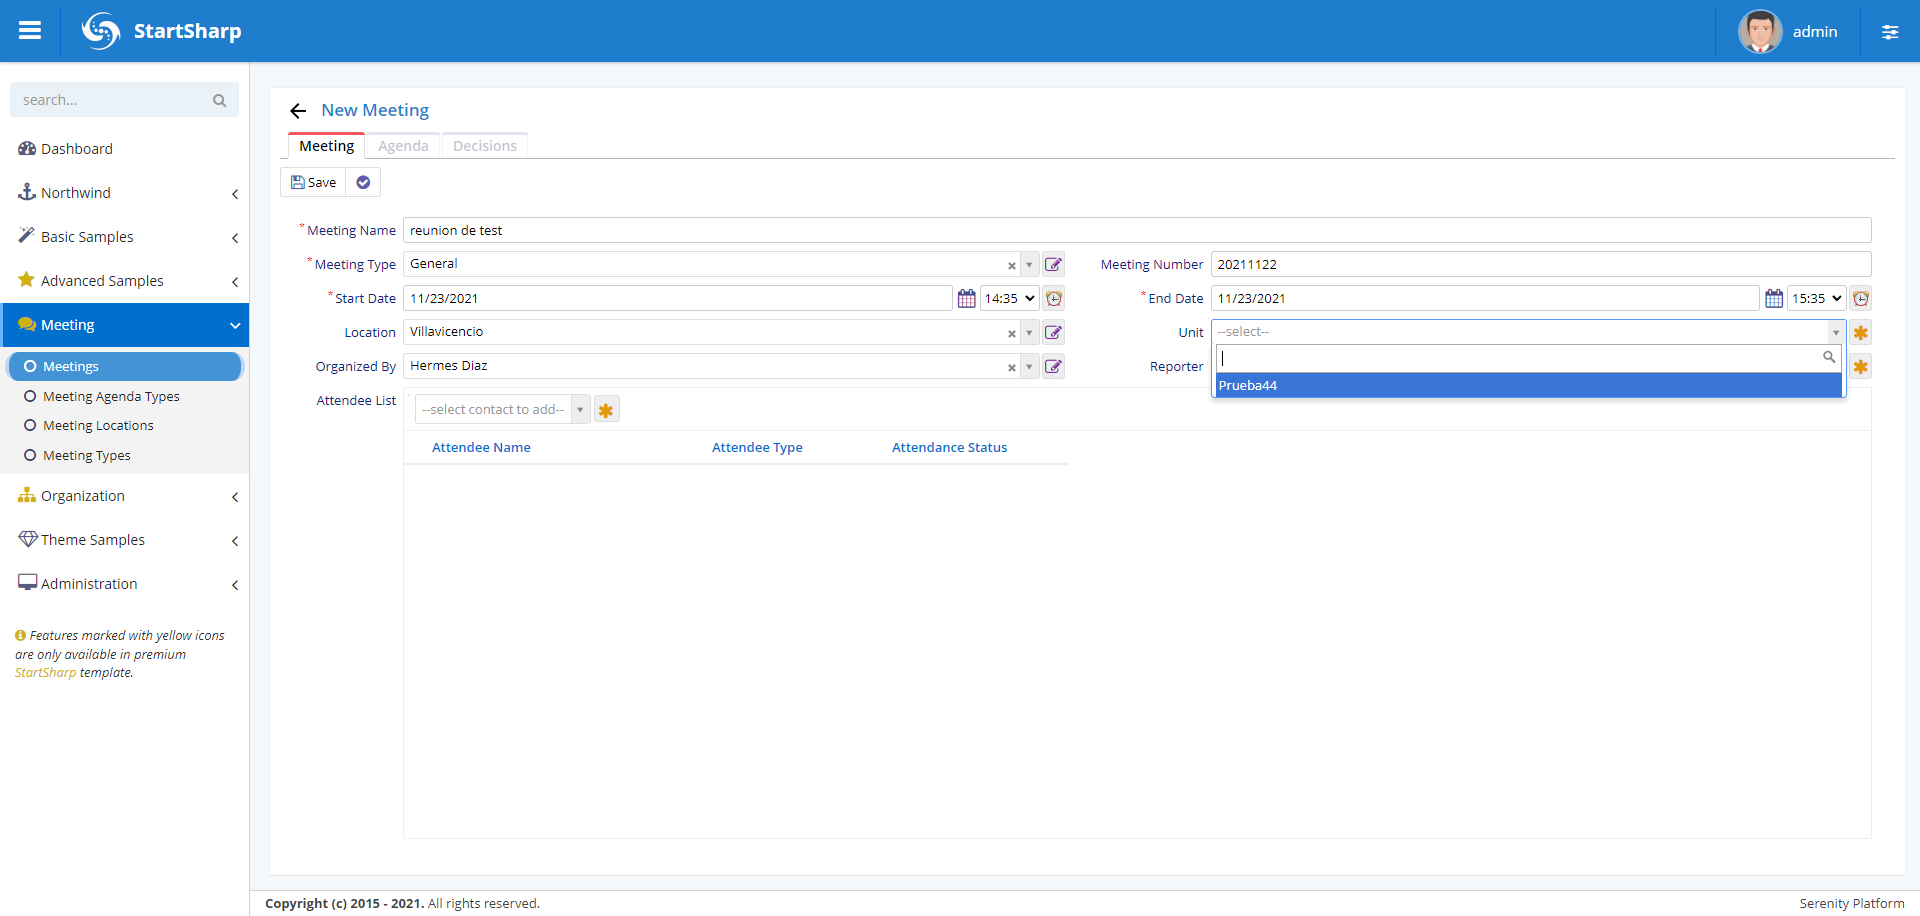 StartSharp
admin
search...
Dashboard
Northwind
Basic Samples
Advanced Samples
Meeting
Meetings
Meeting Agenda Types
Meeting Locations
Meeting Types
Organization
Theme Samples
Administration
Features marked with yellow icons
are only available in premium
StartSharp template.
New Meeting
Meeting Agenda Decisions
Save
* Meeting Name reunion de test
* Meeting Type General Meeting Number 20211122
* Start Date 11/23/2021 14:35 * End Date 11/23/2021 15:35
Location Villavicencio Unit --select--
Organized By Hermes Diaz Reporter
Prueba44
Attendee List --select contact to add--
Attendee Name Attendee Type Attendance Status
Copyright (c) 2015 - 2021. All rights reserved. Serenity Platform